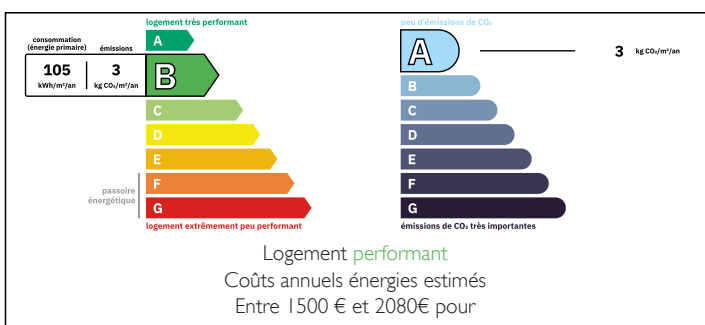 logement très performant
consommation
(énergie primaire)
émissions
105
kWh/m²/an
3
kg CO₂/m²/an
A
B
C
D
E
F
G
passoire
énergétique
logement extrêmement peu performant
peu d'émissions de CO₂
A
3 kg CO₂/m²/an
B
C
D
E
F
G
émissions de CO₂ très importantes
Logement performant
Coûts annuels énergies estimés
Entre 1500 € et 2080€ pour